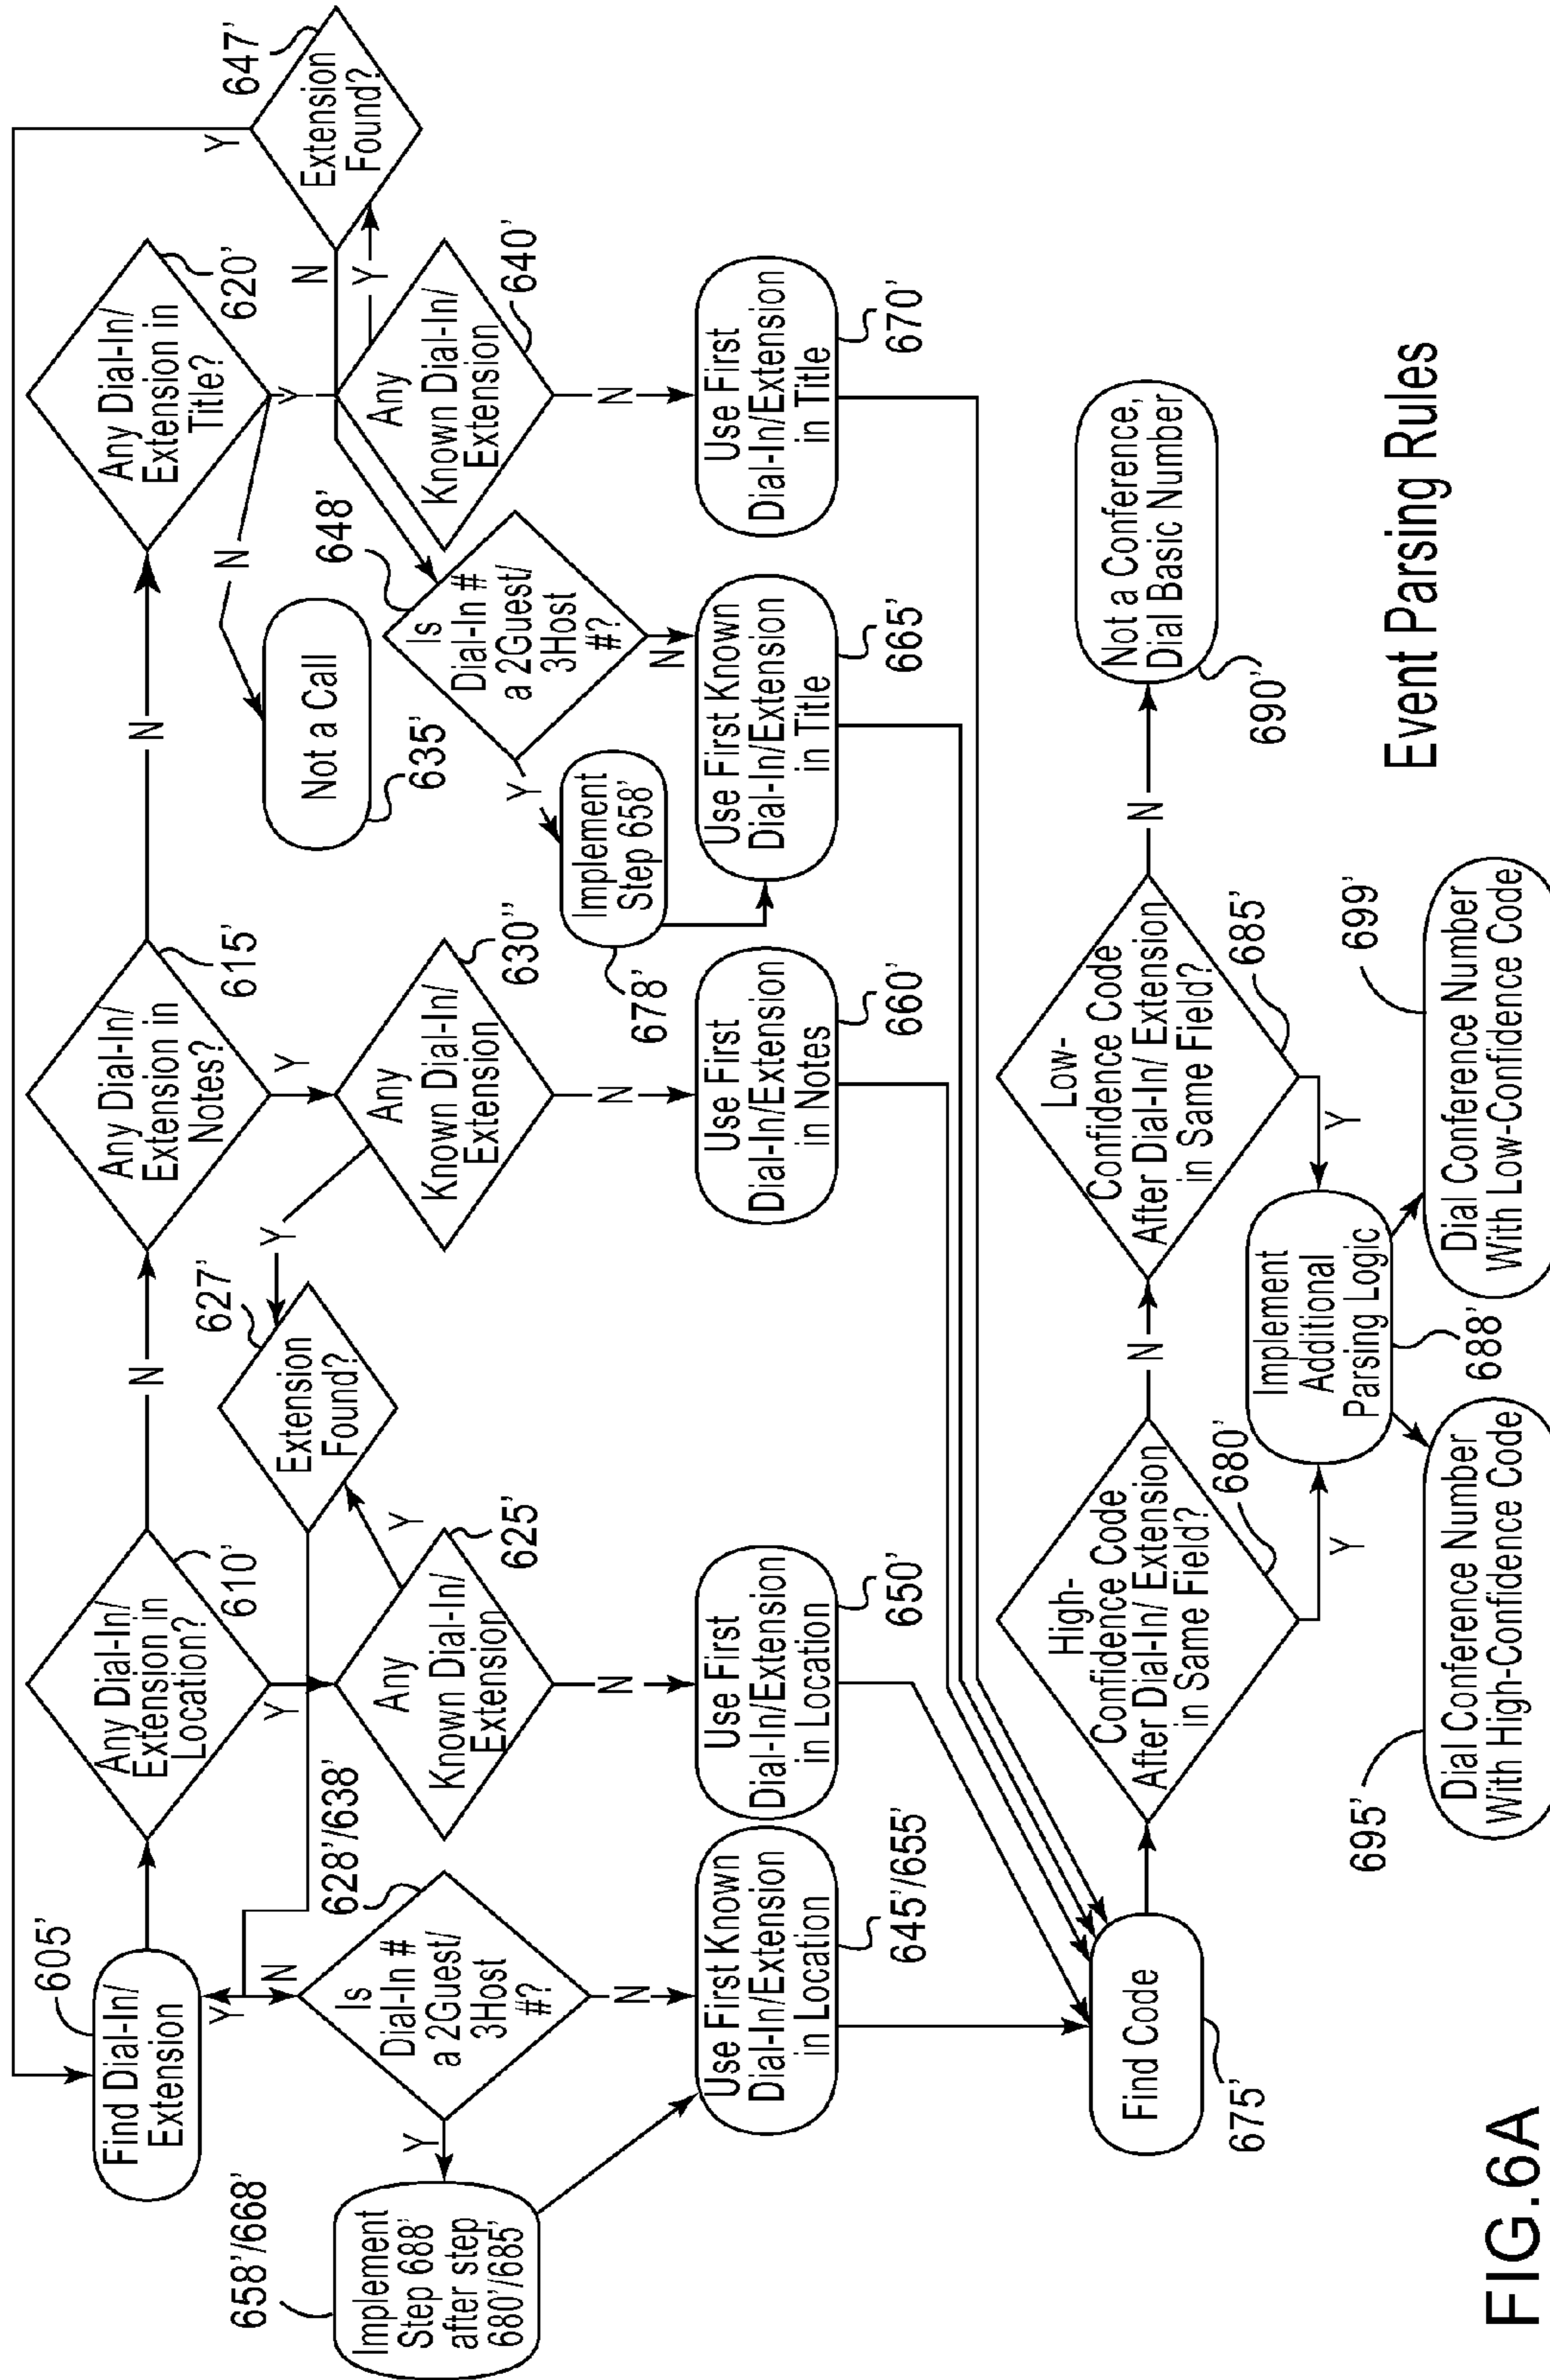 605'
Find Dial-In/
Extension
Any Dial-In/
Extension in
Location?
610'
N
Any Dial-In/
Extension in
Notes?
615'
N
Any Dial-In/
Extension in
Title?
620'
Y
Extension
Found?
647'
Y
N
Y
627'
Extension
Found?
Y
Y
N
Not a Call
635'
Y
N
Y
658'/668'
Implement
Step 688'
after step
680'/685'
Y
628'/638'
Is
Dial-In #
a 2Guest/
3Host
#?
N
Any
Known Dial-In/
Extension
625'
Y
N
Any
Known Dial-In/
Extension
630''
N
648'
Is
Dial-In #
a 2Guest/
3Host
#?
Y
N
Implement
Step 658'
678'
Any
Known Dial-In/
Extension
640'
N
Use First Known
Dial-In/Extension
in Location
645'/655'
Use First
Dial-In/Extension
in Location
650'
Use First
Dial-In/Extension
in Notes
660'
Use First Known
Dial-In/Extension
in Title
665'
Use First
Dial-In/Extension
in Title
670'
Find Code
675'
High-
Confidence Code
After Dial-In/ Extension
in Same Field?
680'
N
Y
Low-
Confidence Code
After Dial-In/ Extension
in Same Field?
685'
N
Y
Not a Conference,
Dial Basic Number
690'
Implement
Additional
Parsing Logic
688'
695'
Dial Conference Number
With High-Confidence Code
Dial Conference Number
With Low-Confidence Code
699'
Event Parsing Rules
FIG.6A